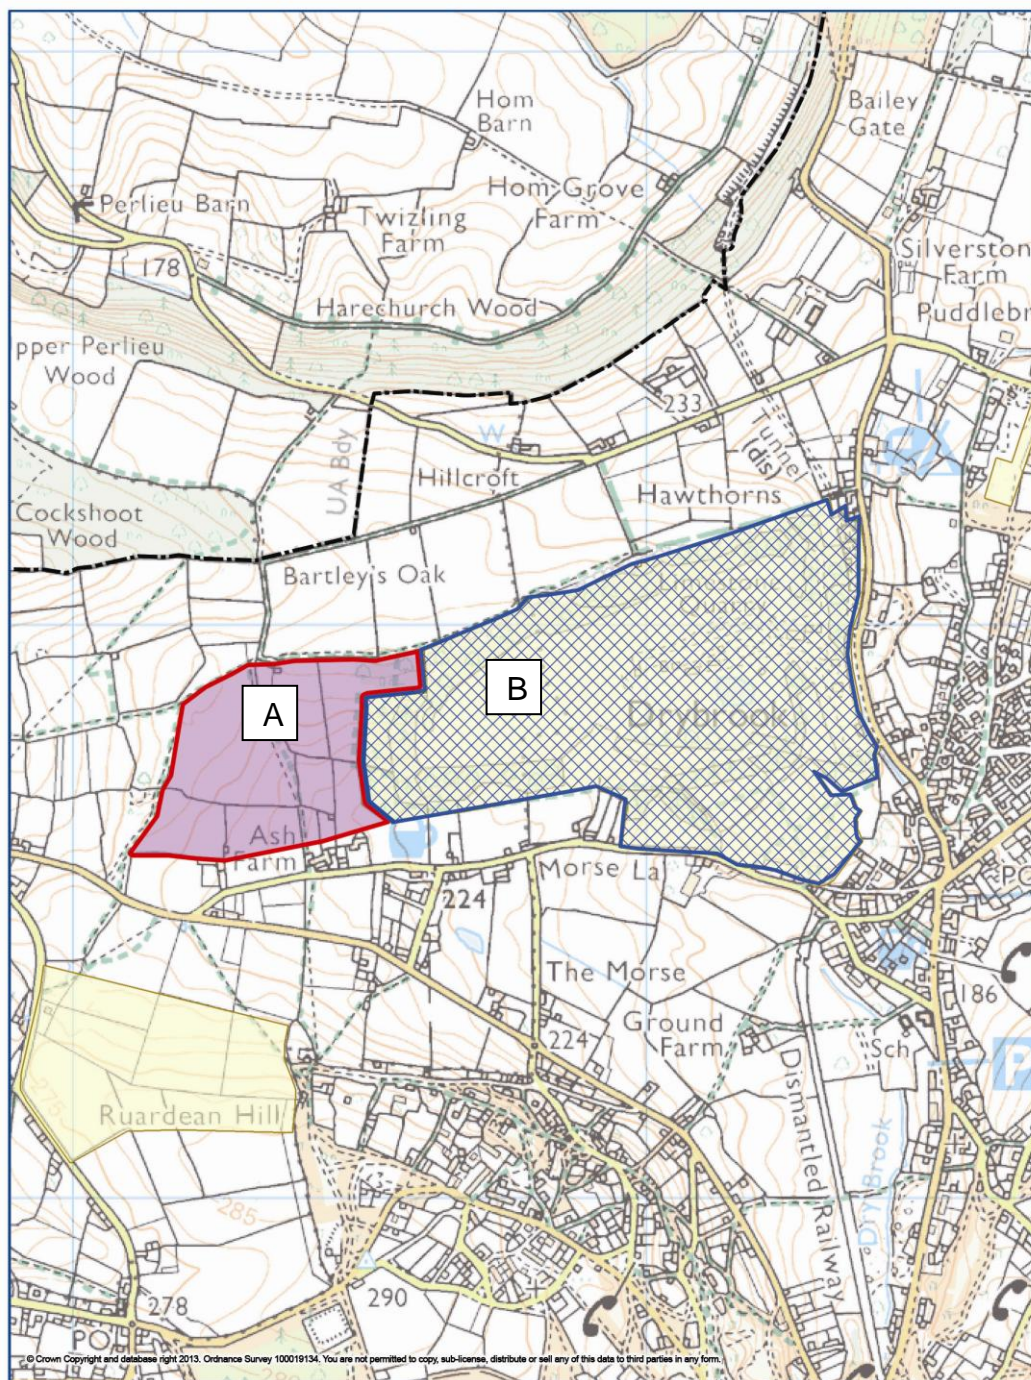 Hom
Barn
Bailey
Gate
Perlieu Barn
Hom Grove
Farm
Twizling
Farm
178
Silverston
Farm
Harechurch Wood
Puddlebr
pper Perlieu
Wood
233
Tunnel
(dis)
W
UA Bdy
Hillcroft
Hawthorns
Cockshoot
Wood
Bartley's Oak
Limestone
Quarry
A
B
Drybrook
Ash
Farm
Morse La
224
PO
The Morse
186
Ground
Farm
224
Sch
P
275
Ruardean Hill
Dismantled Railway
Dry Brook
285
278
290
PO
© Crown Copyright and database right 2013. Ordnance Survey 100019134. You are not permitted to copy, sub-license, distribute or sell any of this data to third parties in any form.